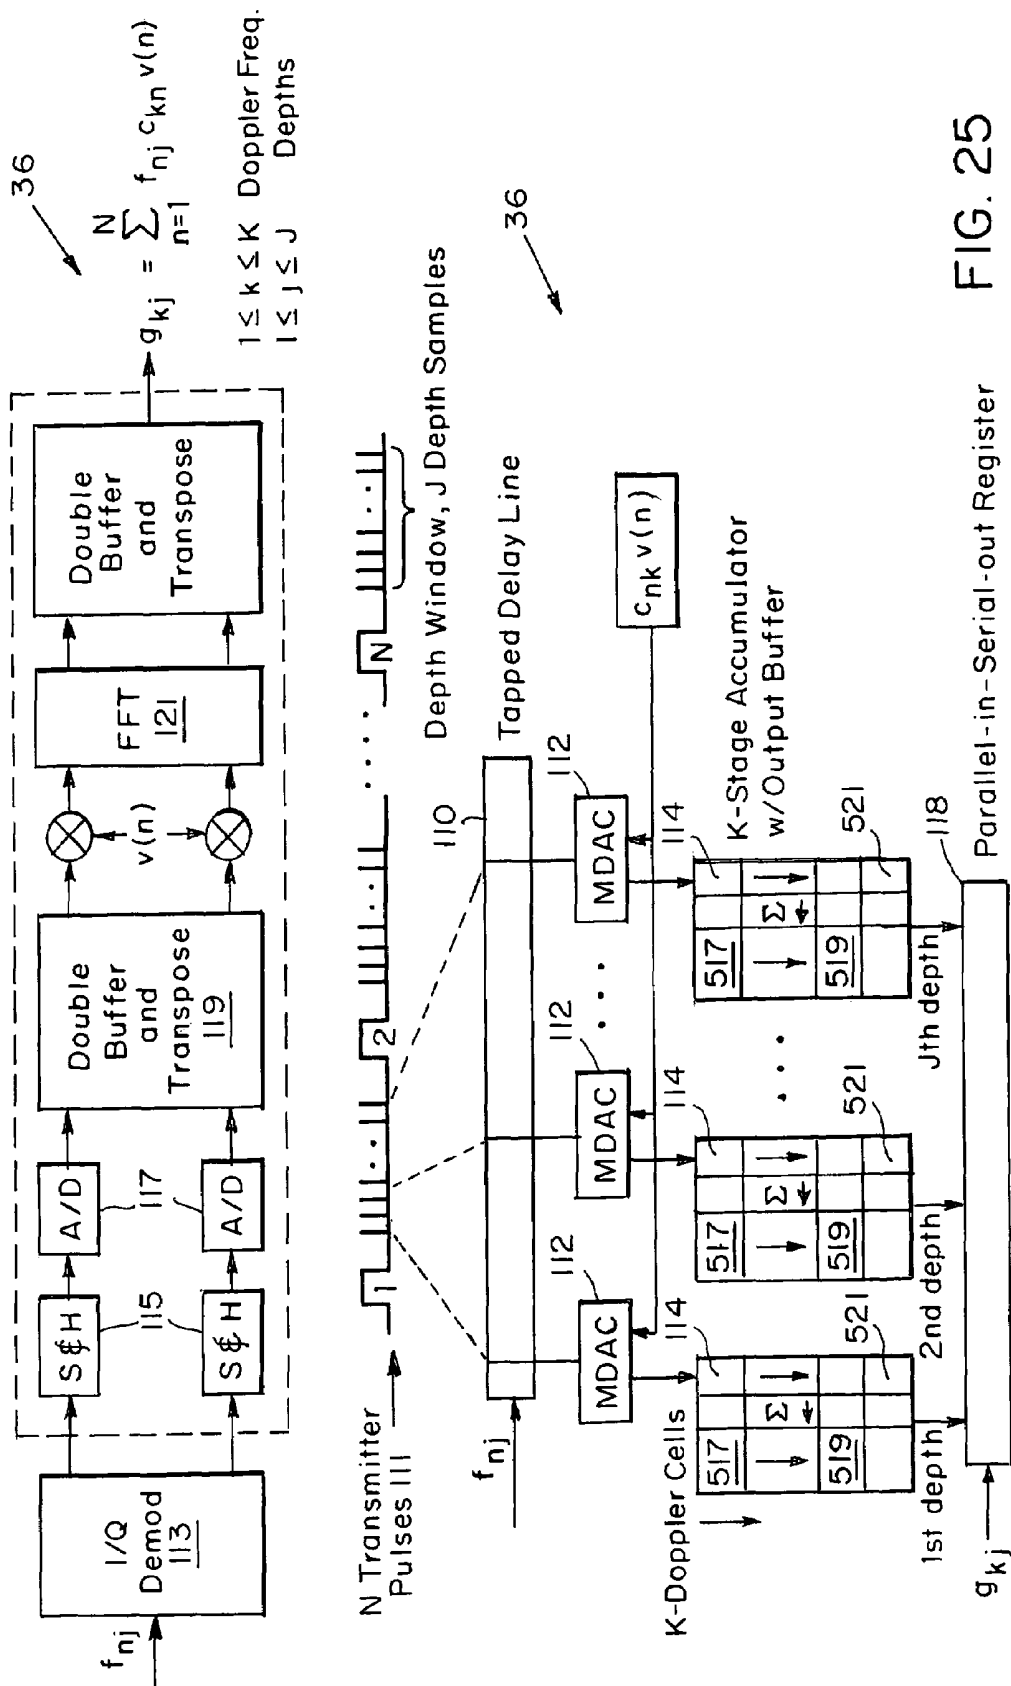 f_nj
I/Q
Demod
113
S&H
S&H
115
A/D
A/D
117
Double
Buffer
and
Transpose
119
v(n)
FFT
121
Double
Buffer
and
Transpose
36
g_kj = N Σ n=1 f_nj c_kn v(n)
1 ≤ k ≤ K Doppler Freq.
1 ≤ j ≤ J Depths
N Transmitter
Pulses 111
1
2
N
Depth Window, J Depth Samples
f_nj
110
Tapped Delay Line
36
MDAC
112
MDAC
112
MDAC
112
c_nk v(n)
K-Doppler Cells
114
114
114
K-Stage Accumulator
w/Output Buffer
517
Σ
519
521
517
Σ
519
521
517
Σ
519
521
1st depth
2nd depth
Jth depth
118
g_kj
Parallel-in-Serial-out Register
FIG. 25